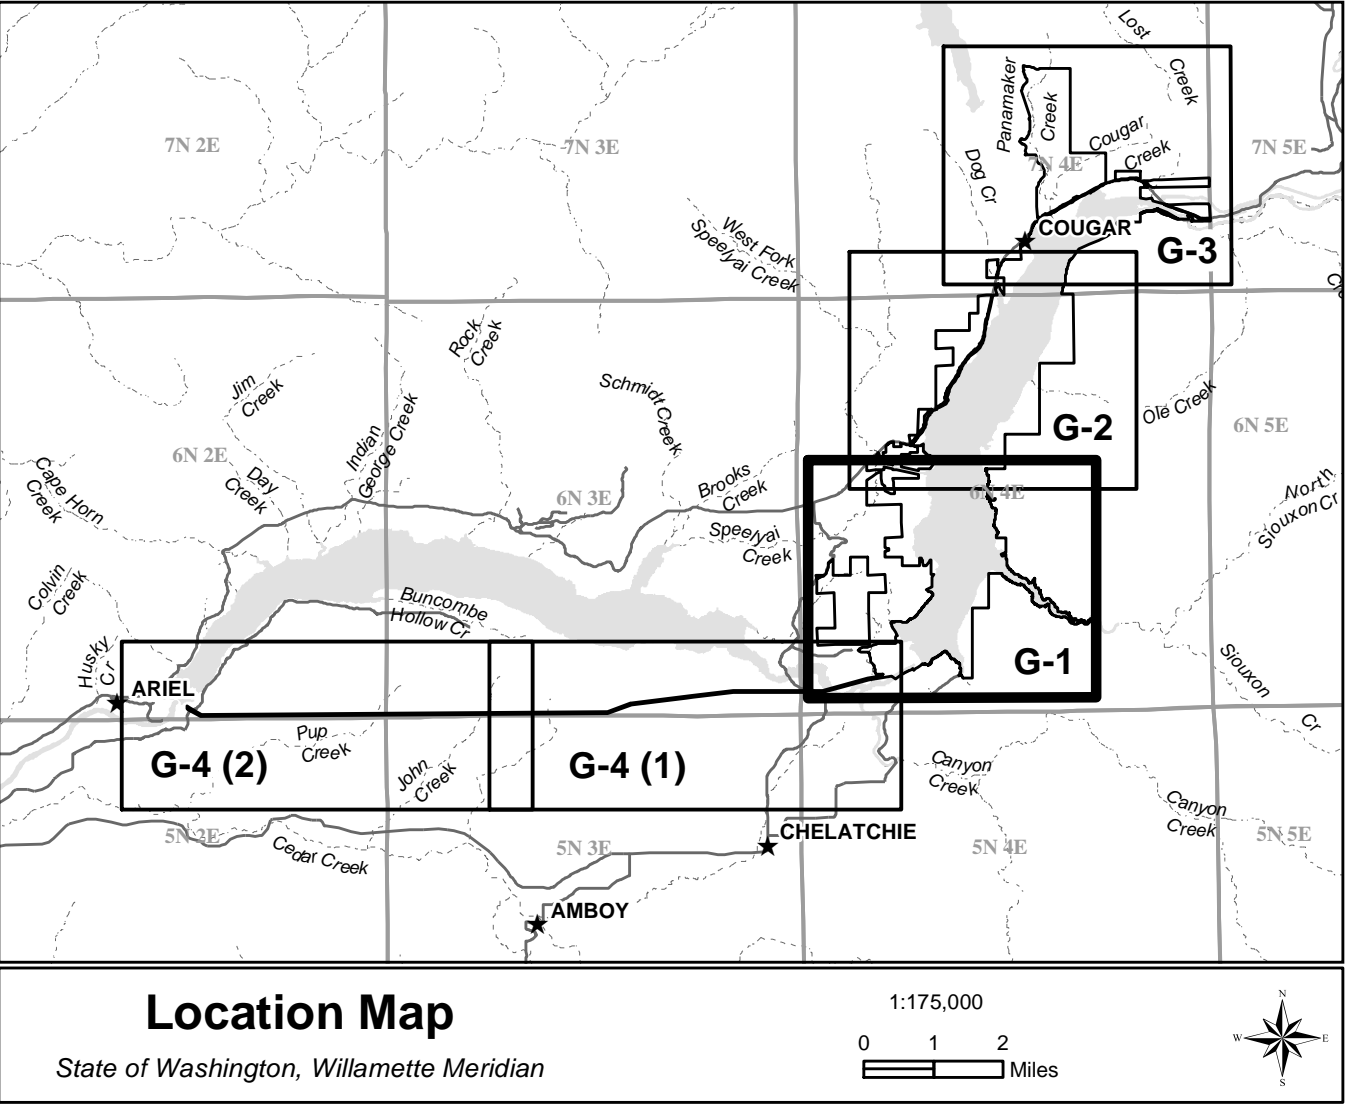 Lost
Creek
Panamaker
Creek
Cougar
Creek
7N 2E
7N 3E
7N 4E
7N 5E
Dog Cr
COUGAR
G-3
West Fork
Speelyai Creek
Rock
Creek
Jim
Creek
Schmidt Creek
Indian
George Creek
Ole Creek
G-2
6N 2E
6N 5E
Cape Horn
Creek
Day
Creek
6N 3E
Brooks
Creek
6N 4E
North
Siouxon Cr
Speelyai
Creek
Colvin
Creek
Buncombe
Hollow Cr
Husky
Cr
G-1
Siouxon
Cr
ARIEL
Pup
Creek
G-4 (2)
John
Creek
G-4 (1)
Canyon
Creek
Canyon
Creek
5N 2E
Cedar Creek
5N 3E
CHELATCHIE
5N 4E
5N 5E
AMBOY
Location Map
State of Washington, Willamette Meridian
1:175,000
0 1 2
Miles
N
W E
S